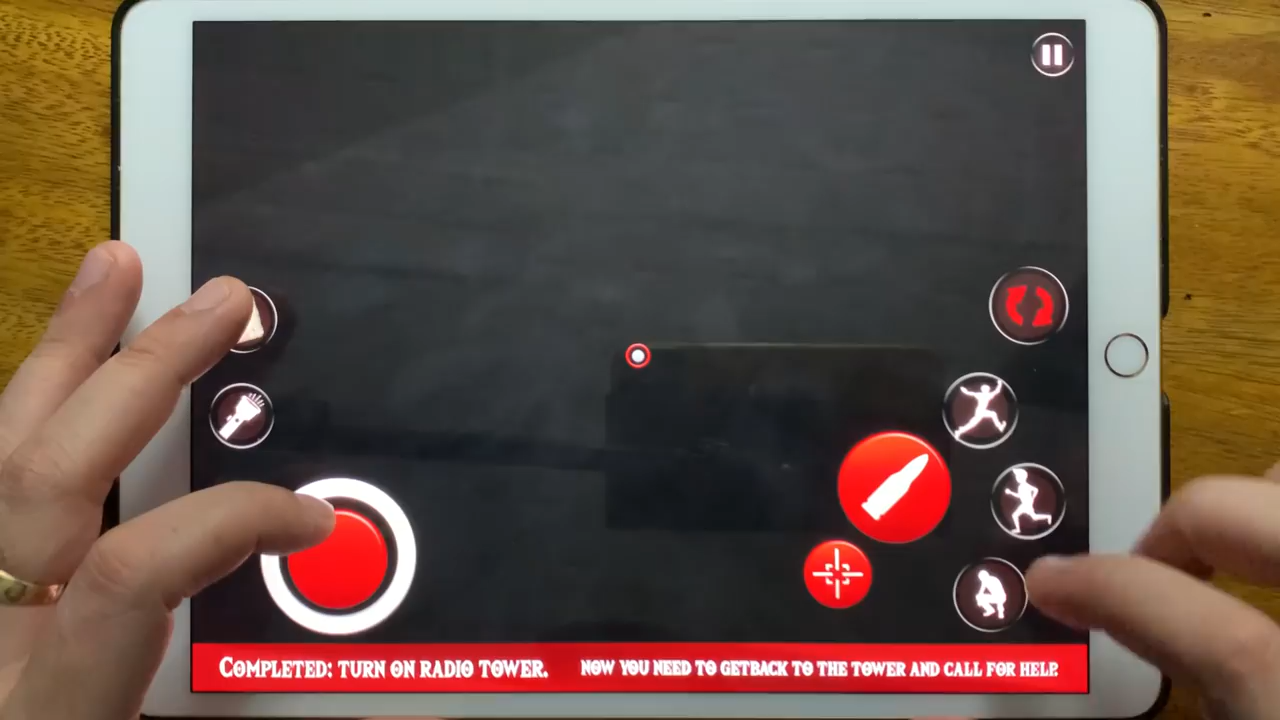 COMPLETED: TURN ON RADIO TOWER. NOW YOU NEED TO GETBACK TO THE TOWER AND CALL FOR HELP.